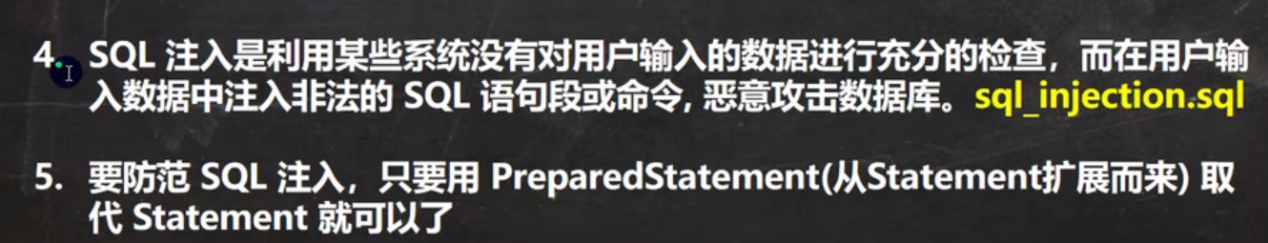 4. SQL 注入是利用某些系统没有对用户输入的数据进行充分的检查，而在用户输
入数据中注入非法的 SQL 语句段或命令, 恶意攻击数据库。sql_injection.sql
5. 要防范 SQL 注入，只要用 PreparedStatement(从Statement扩展而来) 取
代 Statement 就可以了